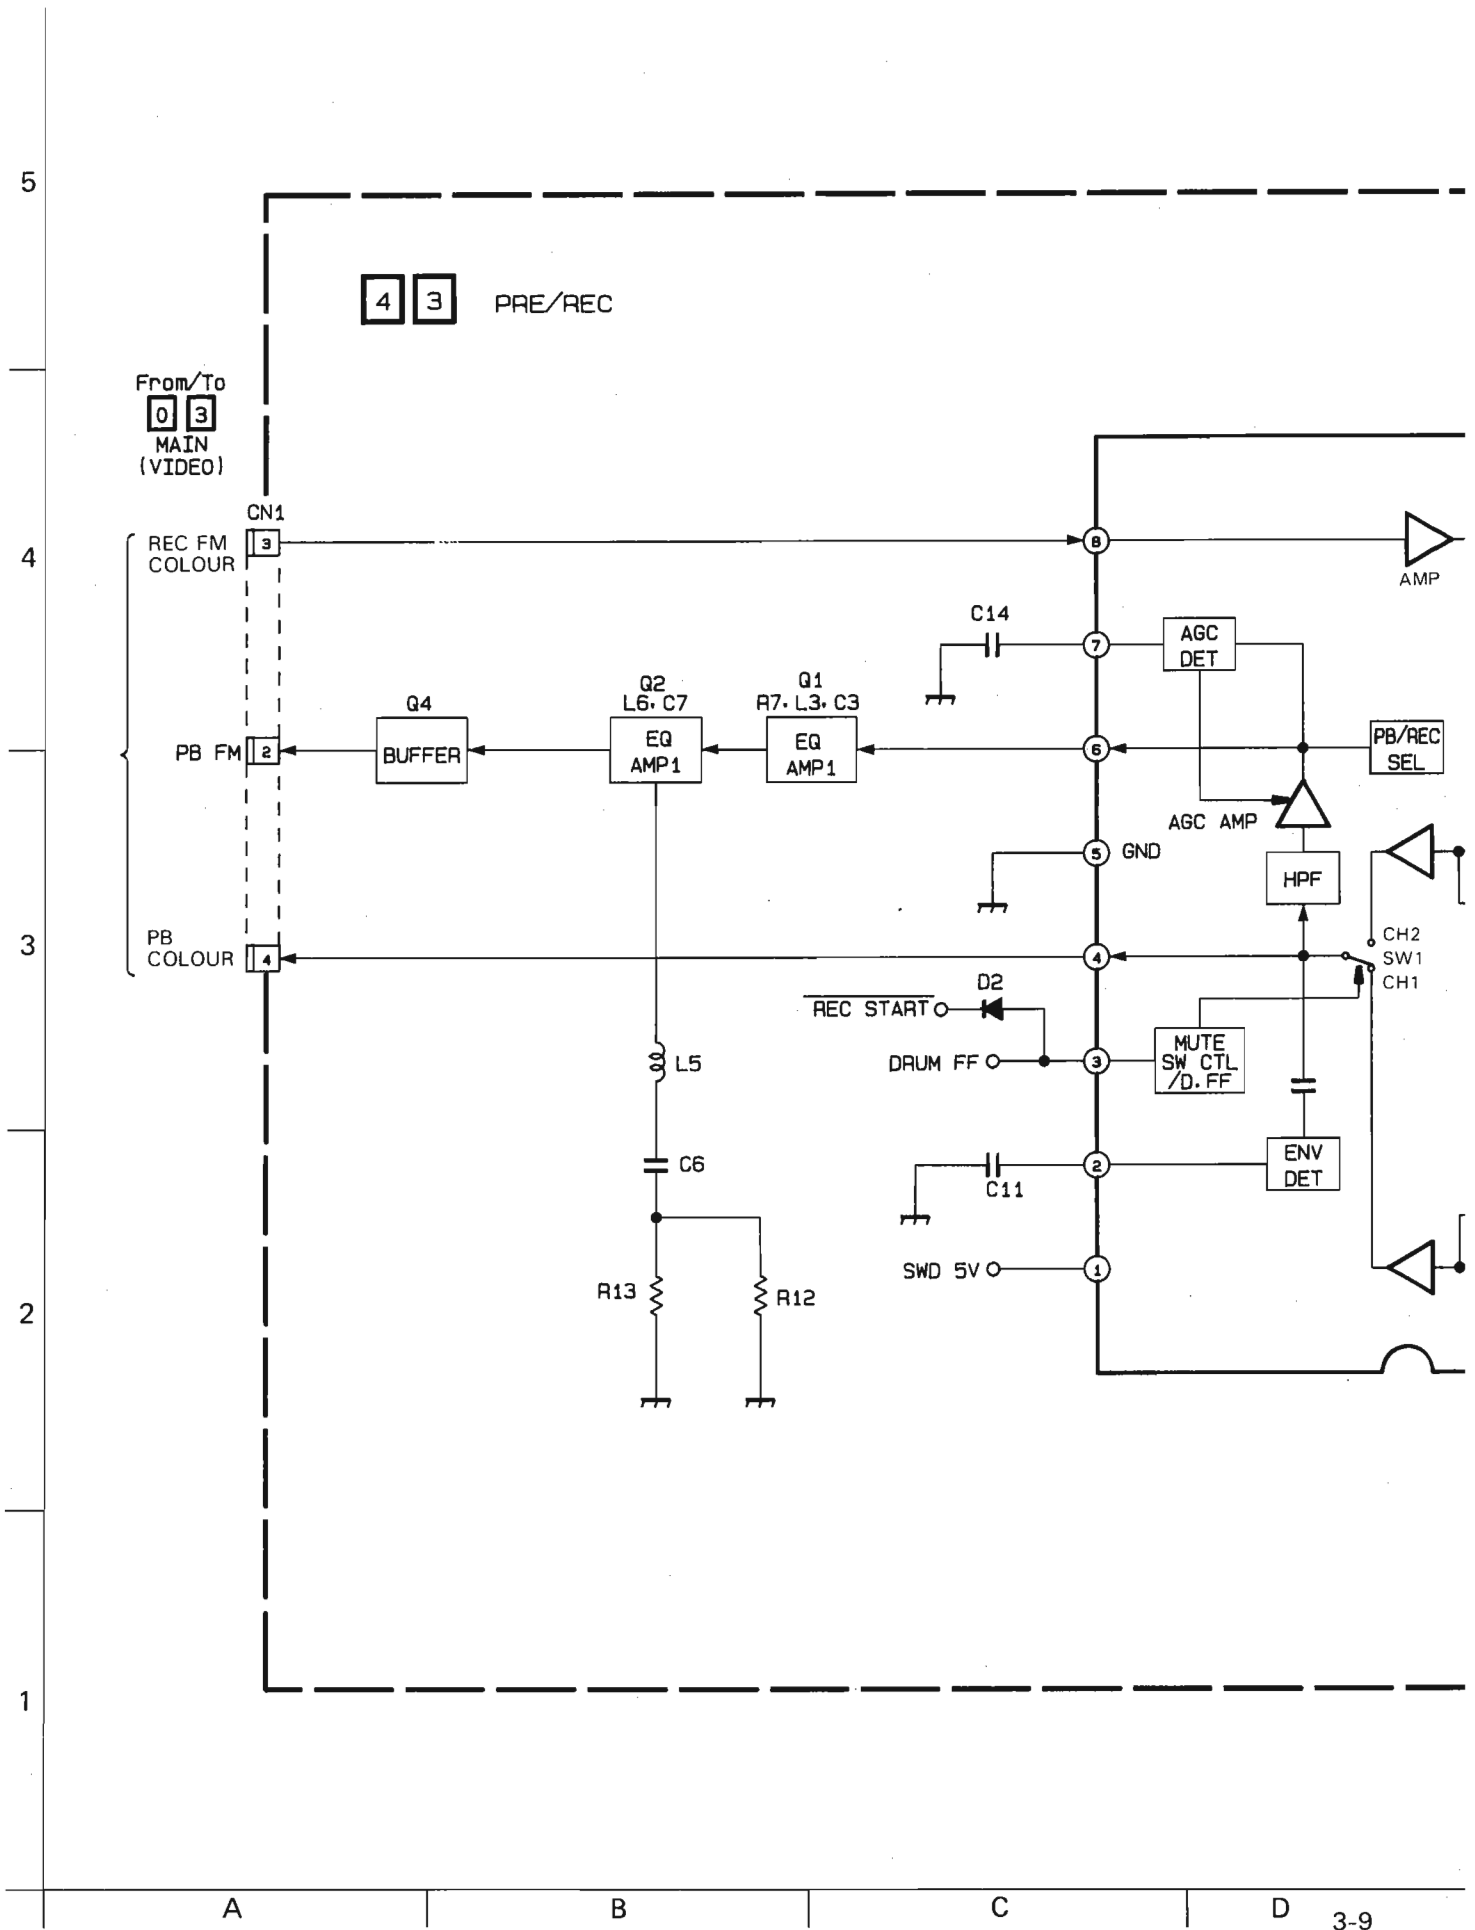 5
4 3 PRE/REC
From/To
0 3
MAIN
(VIDEO)
CN1
4
REC FM
COLOUR
3
8
AMP
C14
7
AGC
DET
Q4
Q2
L6, C7
Q1
R7, L3, C3
PB FM
2
BUFFER
EQ
AMP1
EQ
AMP1
6
PB/REC
SEL
AGC AMP
5
GND
HPF
3
PB
COLOUR
4
4
CH2
SW1
CH1
D2
REC START
DRUM FF
3
MUTE
SW CTL
/D.FF
L5
C6
C11
2
ENV
DET
SWD 5V
1
2
R13
R12
1
A
B
C
D
3-9